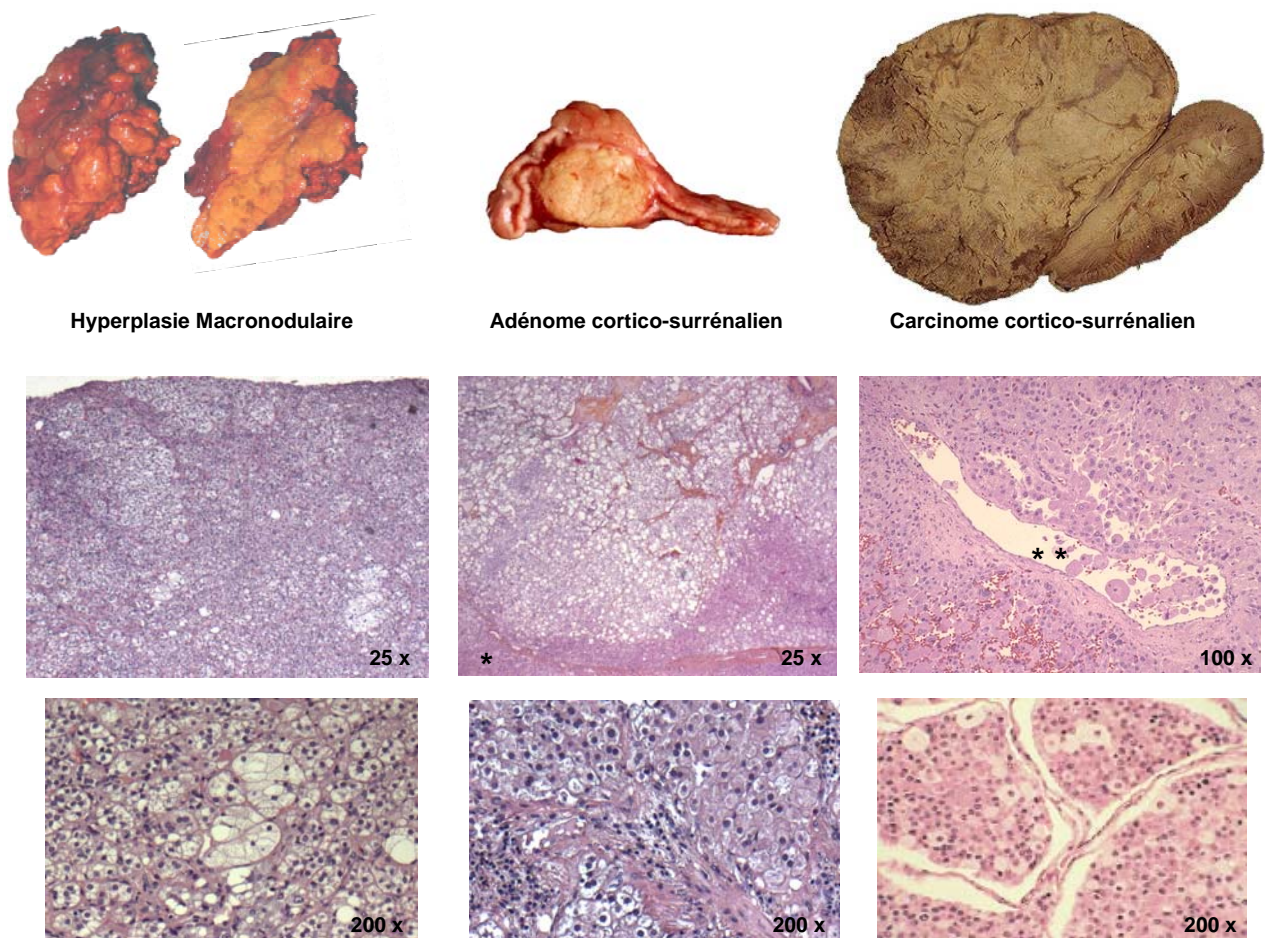 Hyperplasie Macronodulaire
Adénome cortico-surrénalien
Carcinome cortico-surrénalien
25 x
*
25 x
* *
100 x
200 x
200 x
200 x